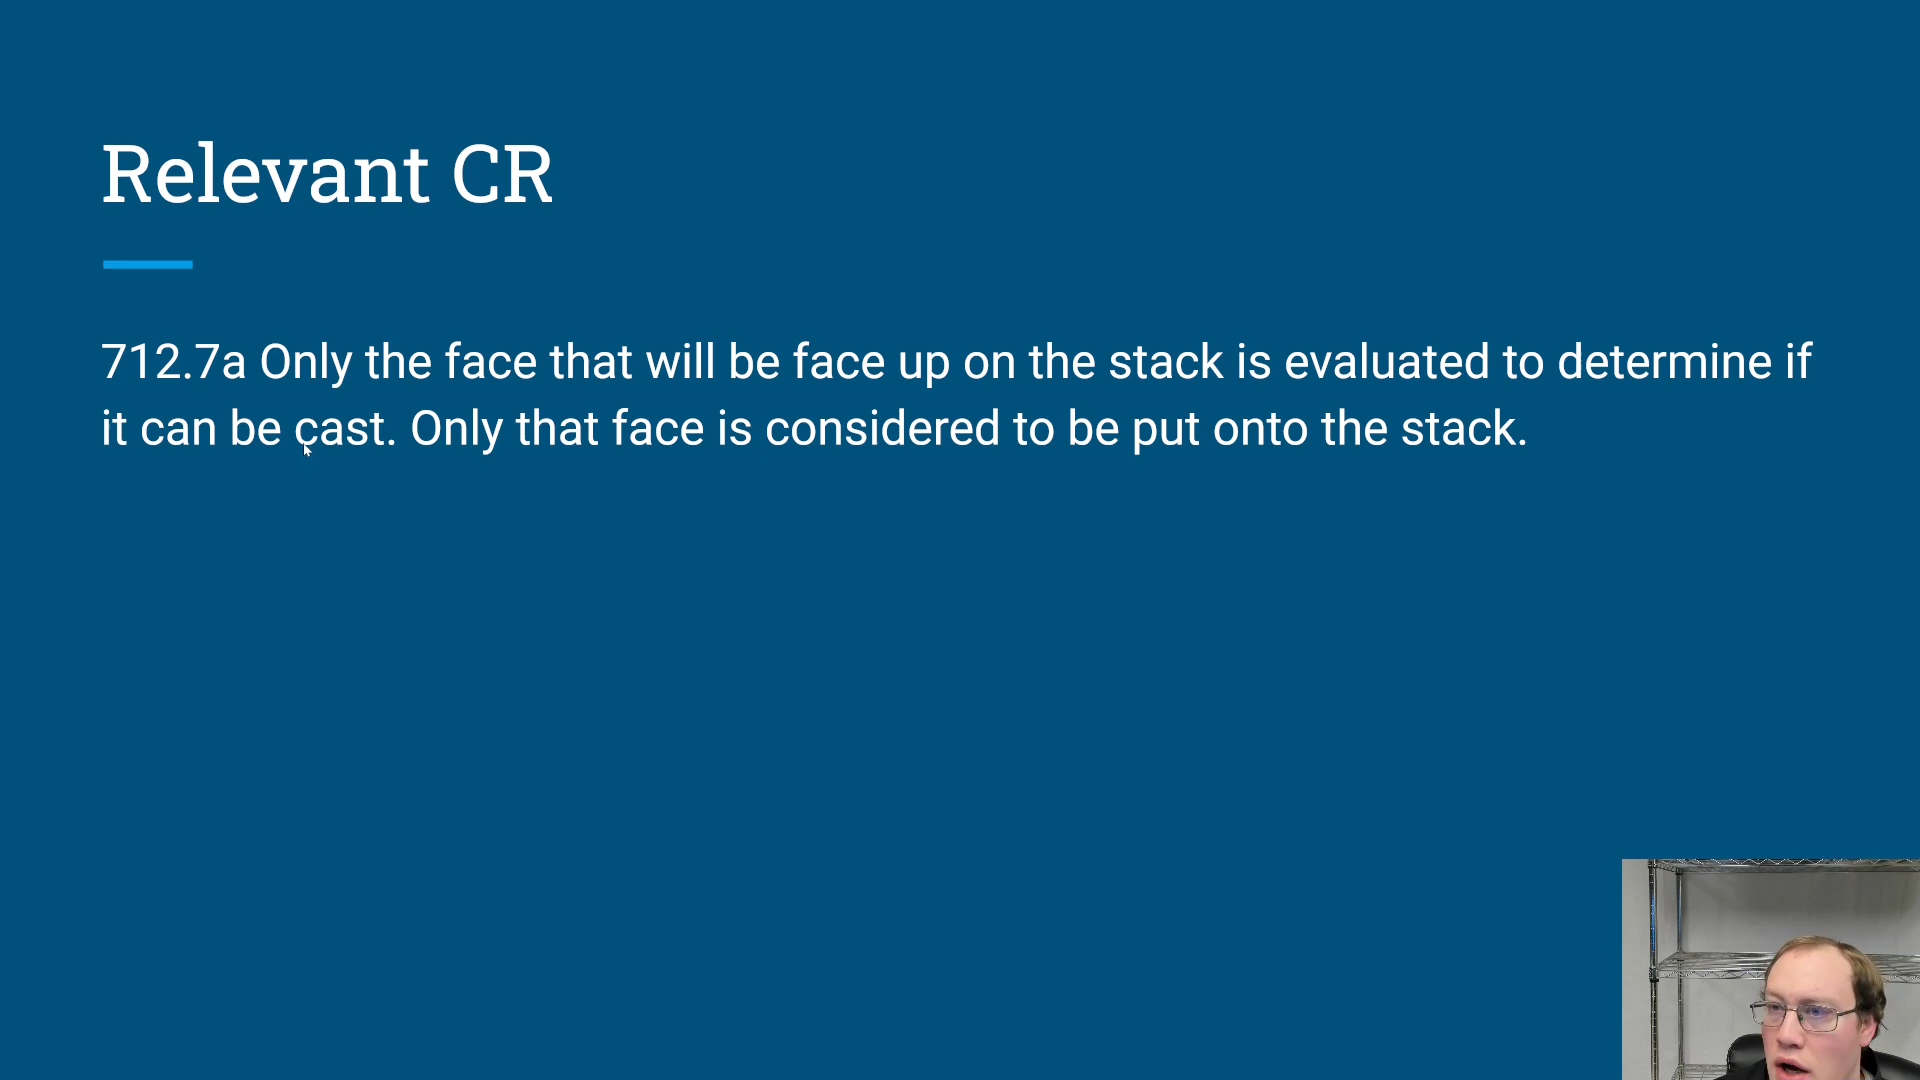 Relevant CR
712.7a Only the face that will be face up on the stack is evaluated to determine if
it can be cast. Only that face is considered to be put onto the stack.